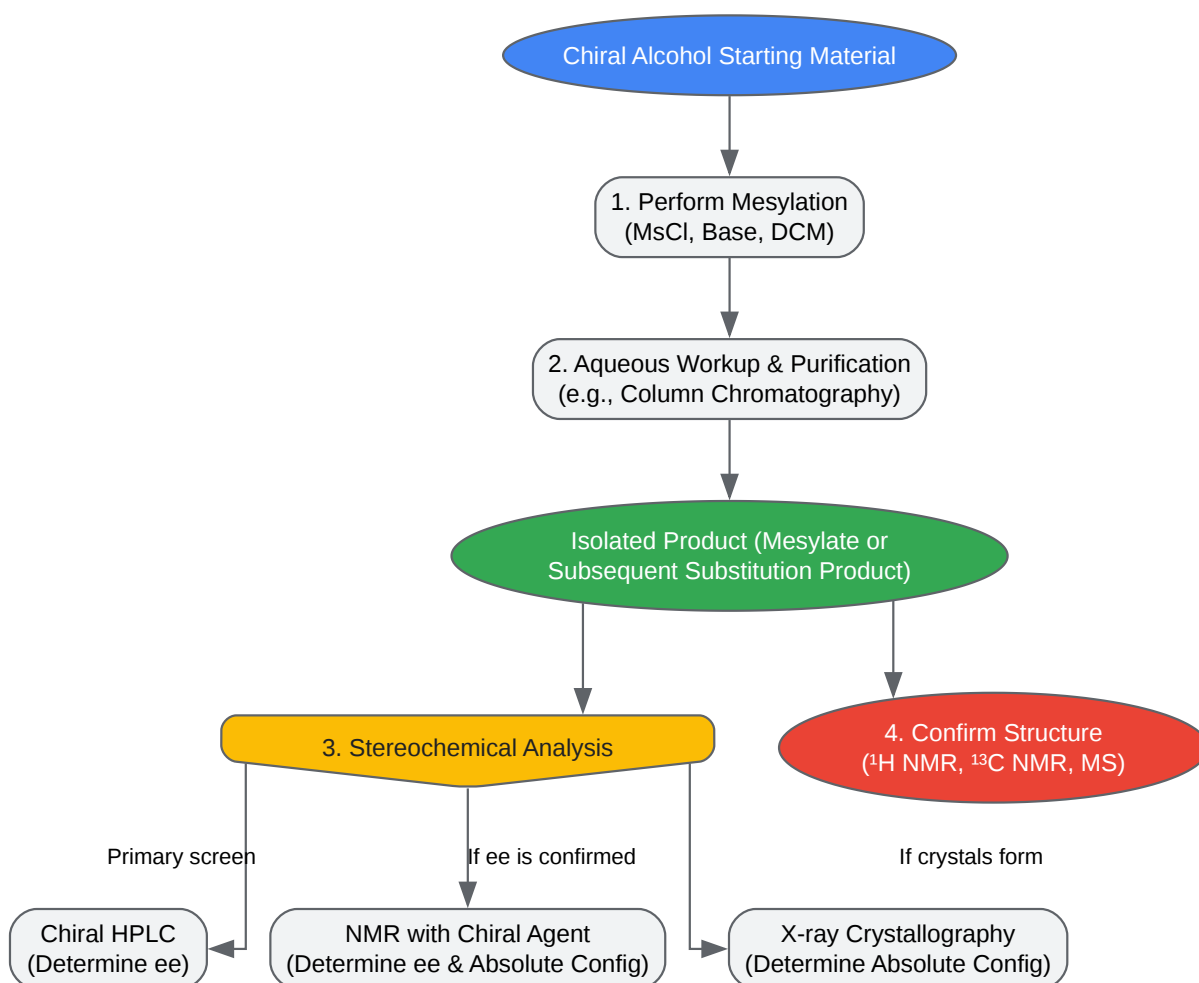 Chiral Alcohol Starting Material
1. Perform Mesylation
(MsCl, Base, DCM)
2. Aqueous Workup & Purification
(e.g., Column Chromatography)
Isolated Product (Mesylate or
Subsequent Substitution Product)
3. Stereochemical Analysis
4. Confirm Structure
(¹H NMR, ¹³C NMR, MS)
Primary screen
If ee is confirmed
If crystals form
Chiral HPLC
(Determine ee)
NMR with Chiral Agent
(Determine ee & Absolute Config)
X-ray Crystallography
(Determine Absolute Config)